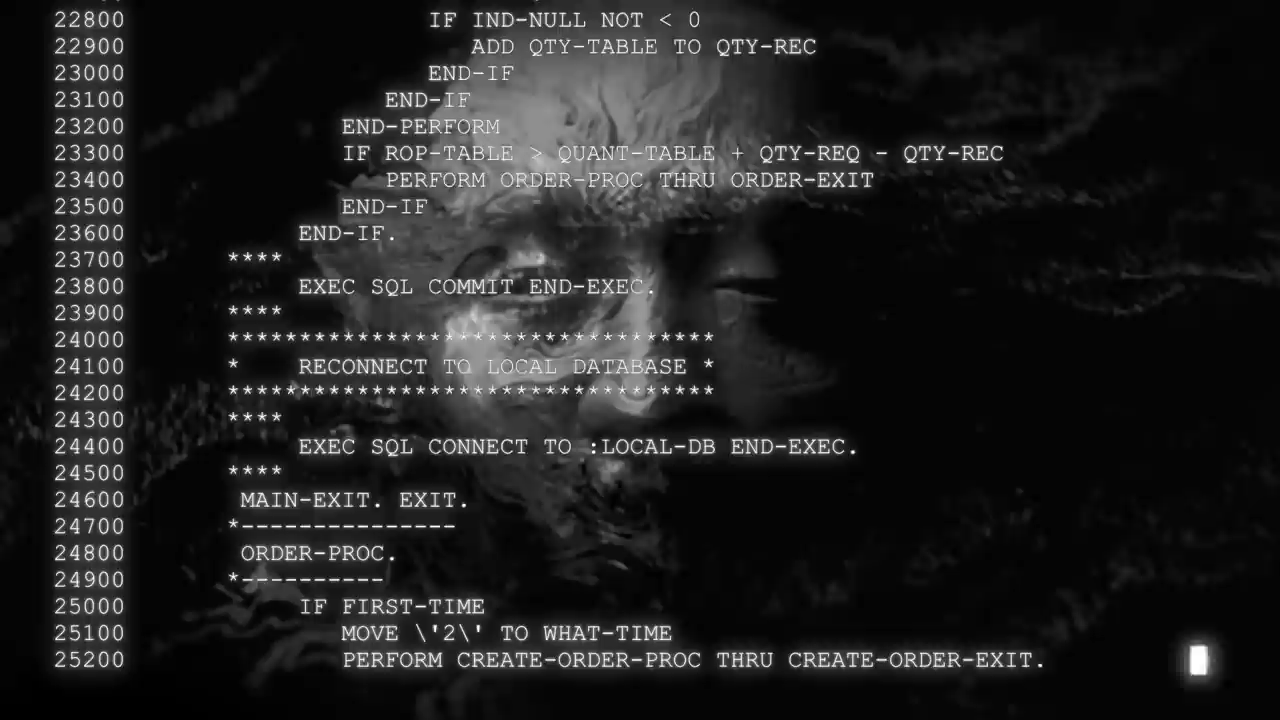 22800 IF IND-NULL NOT < 0
22900 ADD QTY-TABLE TO QTY-REC
23000 END-IF
23100 END-IF
23200 END-PERFORM
23300 IF ROP-TABLE > QUANT-TABLE + QTY-REQ - QTY-REC
23400 PERFORM ORDER-PROC THRU ORDER-EXIT
23500 END-IF
23600 END-IF.
23700 ****
23800 EXEC SQL COMMIT END-EXEC.
23900 ****
24000 **********************************
24100 * RECONNECT TO LOCAL DATABASE *
24200 **********************************
24300 ****
24400 EXEC SQL CONNECT TO :LOCAL-DB END-EXEC.
24500 ****
24600 MAIN-EXIT. EXIT.
24700 *---------------
24800 ORDER-PROC.
24900 *----------
25000 IF FIRST-TIME
25100 MOVE \'2\' TO WHAT-TIME
25200 PERFORM CREATE-ORDER-PROC THRU CREATE-ORDER-EXIT.